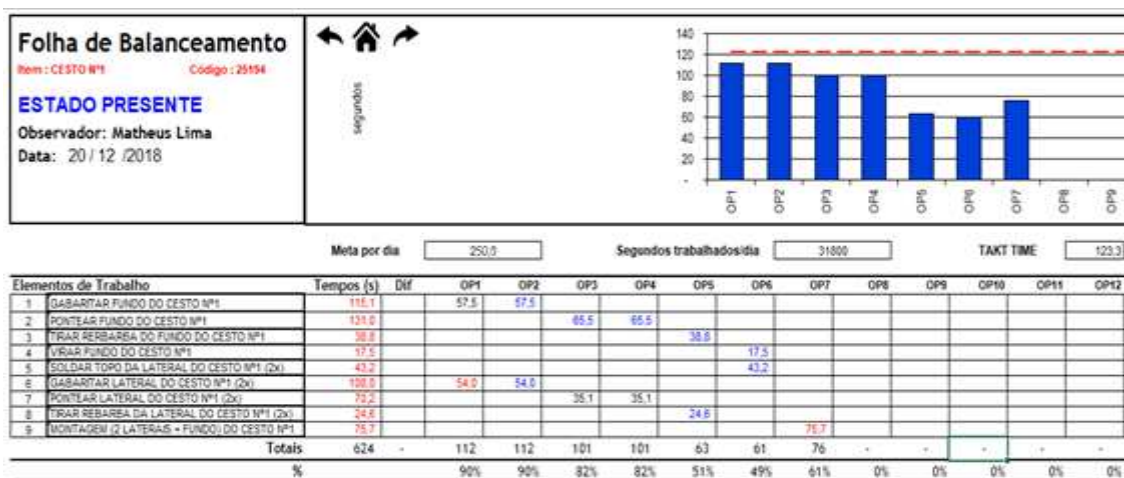 Folha de Balanceamento
Item : CESTO Nº1 Código : 25154
ESTADO PRESENTE
Observador: Matheus Lima
Data: 20 / 12 /2018
segundos
140
120
100
80
60
40
20
-
OP1 OP2 OP3 OP4 OP5 OP6 OP7 OP8 OP9
Meta por dia 250,5 Segundos trabalhados/dia 31800 TAKT TIME 123,3
Elementos de Trabalho Tempos (s) Dif OP1 OP2 OP3 OP4 OP5 OP6 OP7 OP8 OP9 OP10 OP11 OP12
1 GABARITAR FUNDO DO CESTO Nº1 115,1 57,5 57,5
2 PONTEAR FUNDO DO CESTO Nº1 131,0 65,5 65,5
3 TIRAR RERBARBA DO FUNDO DO CESTO Nº1 38,8 38,8
4 VIRAR FUNDO DO CESTO Nº1 17,5 17,5
5 SOLDAR TOPO DA LATERAL DO CESTO Nº1 (2x) 43,2 43,2
6 GABARITAR LATERAL DO CESTO Nº1 (2x) 54,0 54,0
7 PONTEAR LATERAL DO CESTO Nº1 (2x) 70,2 35,1 35,1
8 TIRAR REBARBA DA LATERAL DO CESTO Nº1 (2x) 24,6 24,6
9 MONTAGEM (2 LATERAIS + FUNDO) DO CESTO Nº1 75,7 75,7
Totais 624 - 112 112 101 101 63 61 76 - - - - -
% 90% 90% 82% 82% 51% 49% 61% 0% 0% 0% 0% 0%